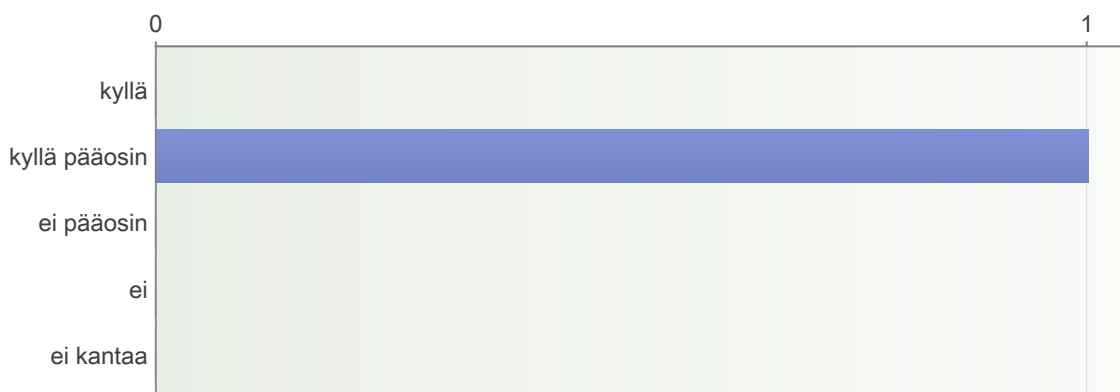 0 1
kyllä
kyllä pääosin
ei pääosin
ei
ei kantaa